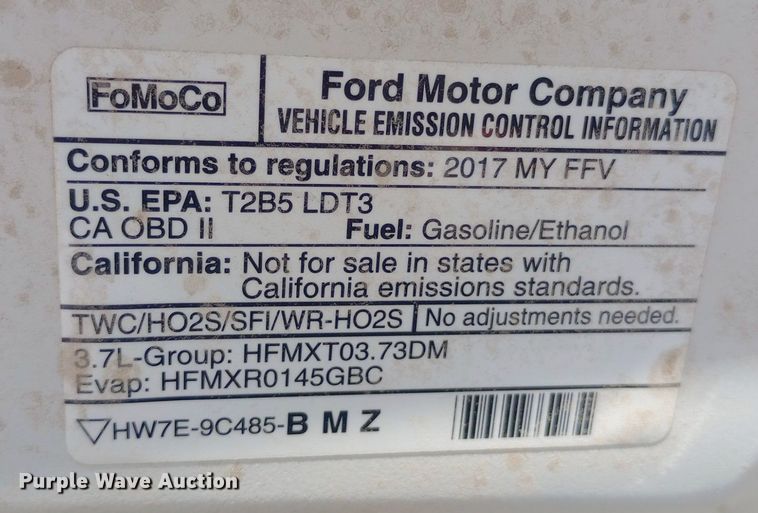 FoMoCo
Ford Motor Company
VEHICLE EMISSION CONTROL INFORMATION
Conforms to regulations: 2017 MY FFV
U.S. EPA: T2B5 LDT3
CA OBD II Fuel: Gasoline/Ethanol
California: Not for sale in states with
California emissions standards.
TWC/HO2S/SFI/WR-HO2S No adjustments needed.
3.7L-Group: HFMXT03.73DM
Evap: HFMXR0145GBC
HW7E-9C485-BMZ
Purple Wave Auction